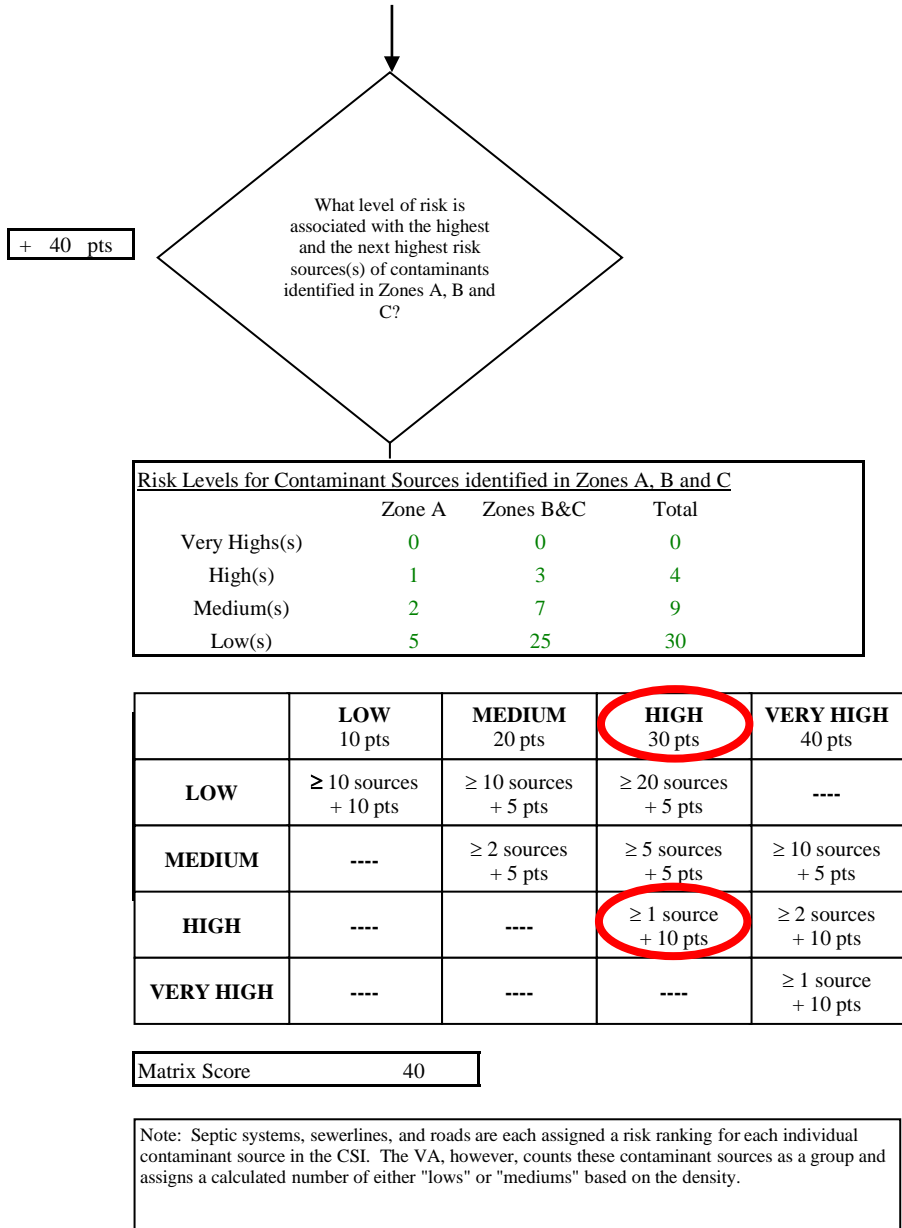 What level of risk is
associated with the highest
and the next highest risk
sources(s) of contaminants
identified in Zones A, B and
C?
+ 40 pts
Risk Levels for Contaminant Sources identified in Zones A, B and C
Zone A Zones B&C Total
Very Highs(s) 0 0 0
High(s) 1 3 4
Medium(s) 2 7 9
Low(s) 5 25 30
LOW MEDIUM HIGH VERY HIGH
10 pts 20 pts 30 pts 40 pts
LOW ≥ 10 sources ≥ 10 sources ≥ 20 sources ----
+ 10 pts + 5 pts + 5 pts
MEDIUM ---- ≥ 2 sources ≥ 5 sources ≥ 10 sources
+ 5 pts + 5 pts + 5 pts
HIGH ---- ---- ≥ 1 source ≥ 2 sources
+ 10 pts + 10 pts
VERY HIGH ---- ---- ---- ≥ 1 source
+ 10 pts
Matrix Score 40
Note: Septic systems, sewerlines, and roads are each assigned a risk ranking for each individual
contaminant source in the CSI. The VA, however, counts these contaminant sources as a group and
assigns a calculated number of either "lows" or "mediums" based on the density.